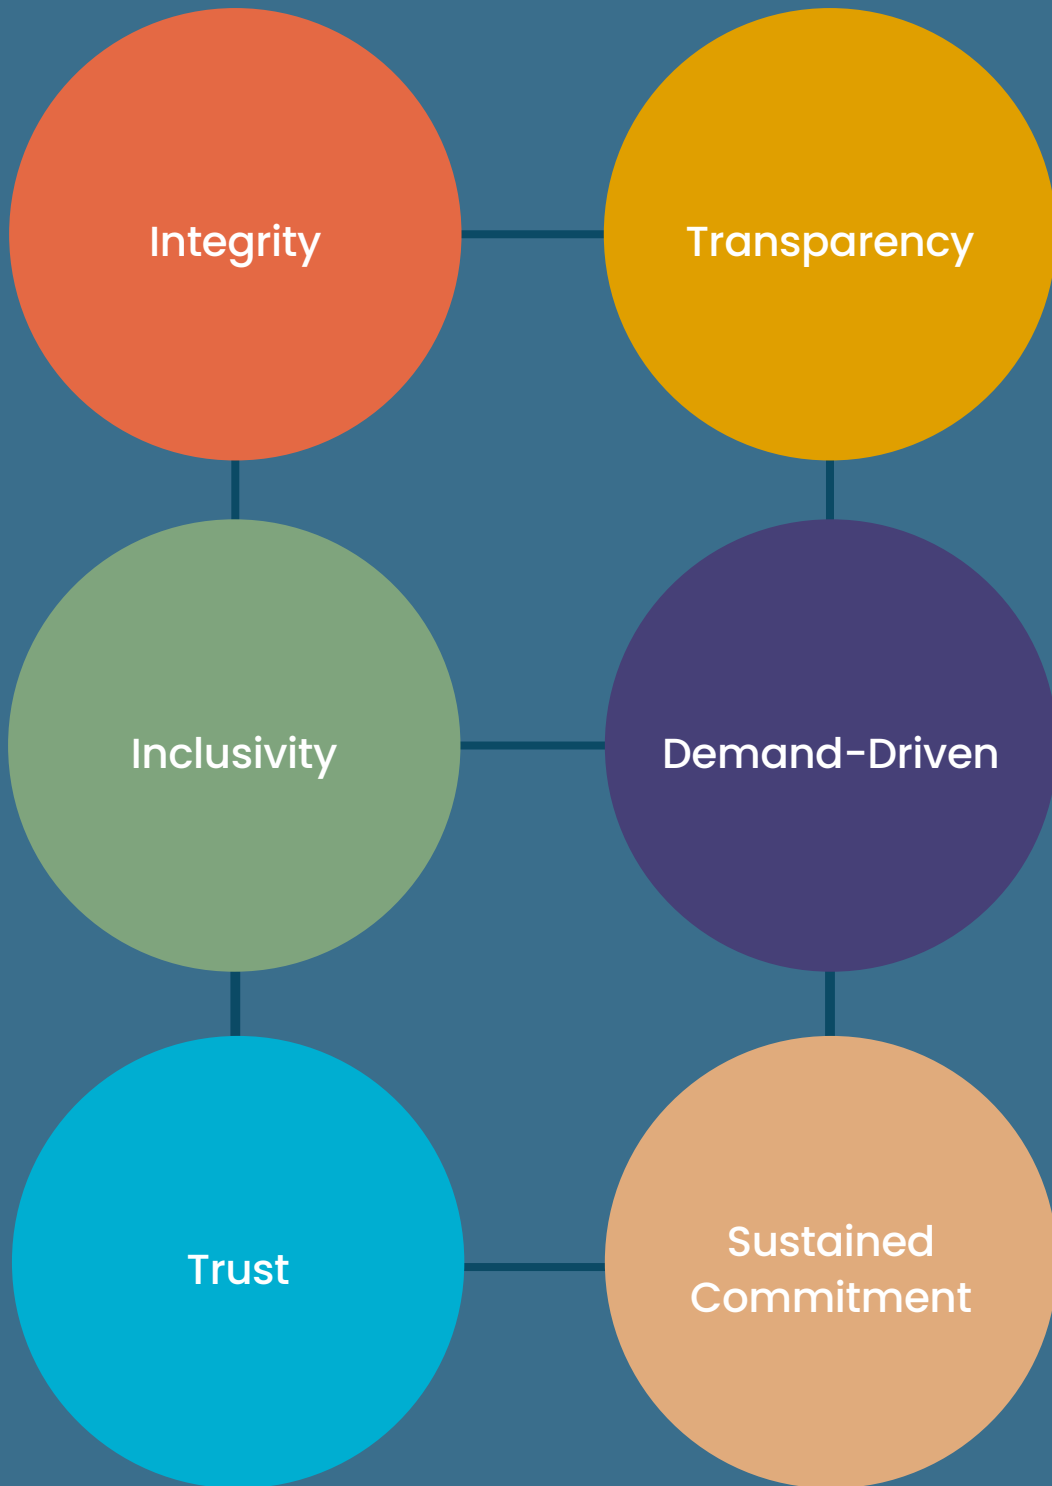 Integrity
Transparency
Inclusivity
Demand-Driven
Trust
Sustained
Commitment